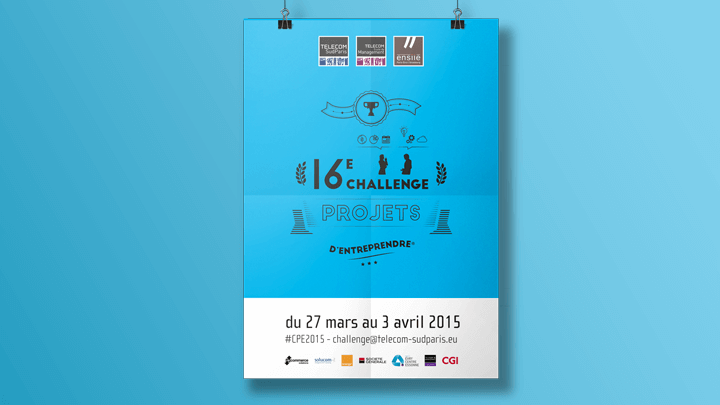 TELECOM
SudParis
TELECOM
École de
Management
ensiie
16E
CHALLENGE
PROJETS
D'ENTREPRENDRE®
du 27 mars au 3 avril 2015
#CPE2015 - challenge@telecom-sudparis.eu
SOCIETE
GENERALE
CGI